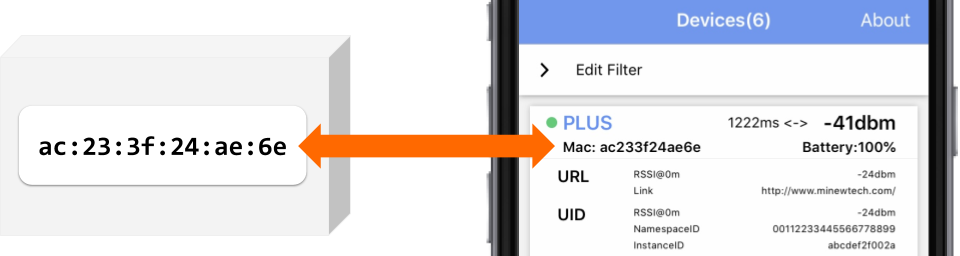 ac:23:3f:24:ae:6e
Devices(6) About
Edit Filter
PLUS 1222ms <-> -41dbm
Mac: ac233f24ae6e Battery:100%
URL RSSI@0m -24dbm
Link http://www.minewtech.com/
UID RSSI@0m -24dbm
NamespaceID 00112233445566778899
InstanceID abcdef2f002a